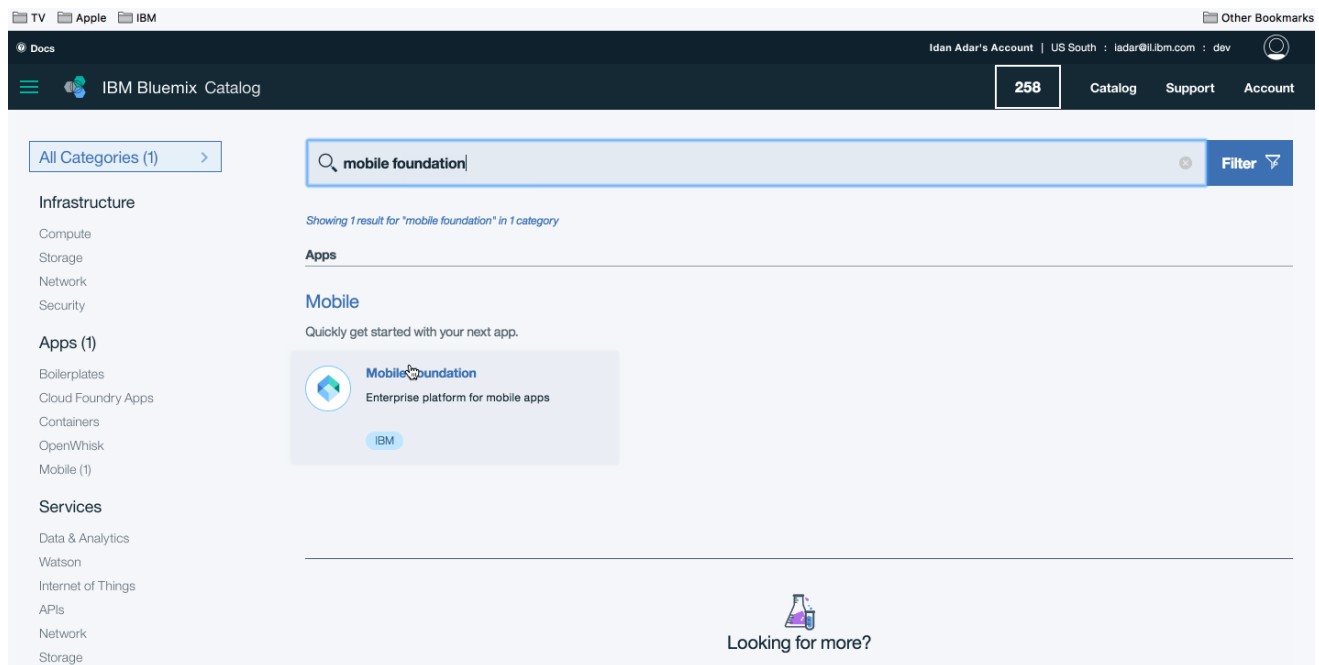 TV Apple IBM Other Bookmarks
Docs Idan Adar's Account | US South : iadar@il.ibm.com : dev
IBM Bluemix Catalog 258 Catalog Support Account
All Categories (1)
mobile foundation Filter
Infrastructure
Compute
Storage
Network
Security
Apps (1)
Boilerplates
Cloud Foundry Apps
Containers
OpenWhisk
Mobile (1)
Services
Data & Analytics
Watson
Internet of Things
APIs
Network
Storage
Showing 1 result for "mobile foundation" in 1 category
Apps
Mobile
Quickly get started with your next app.
Mobile Foundation
Enterprise platform for mobile apps
IBM
Looking for more?